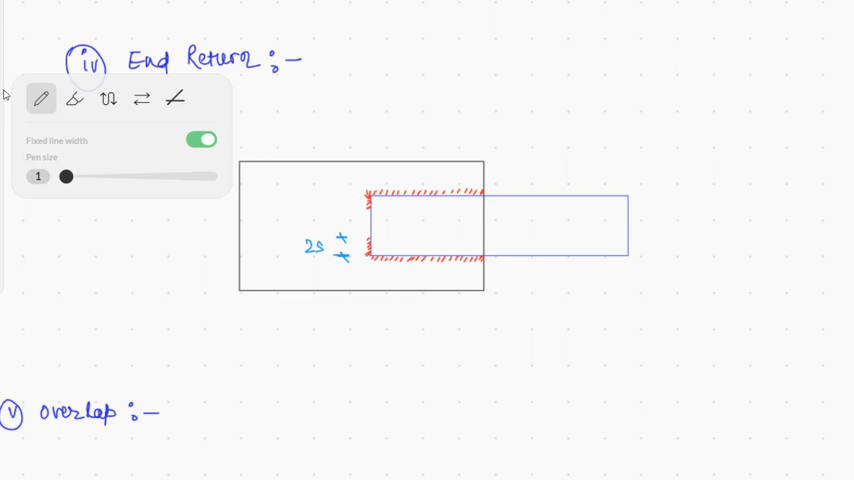 iv End Return :-
Fixed line width
Pen size
1
2s
v overlap :-